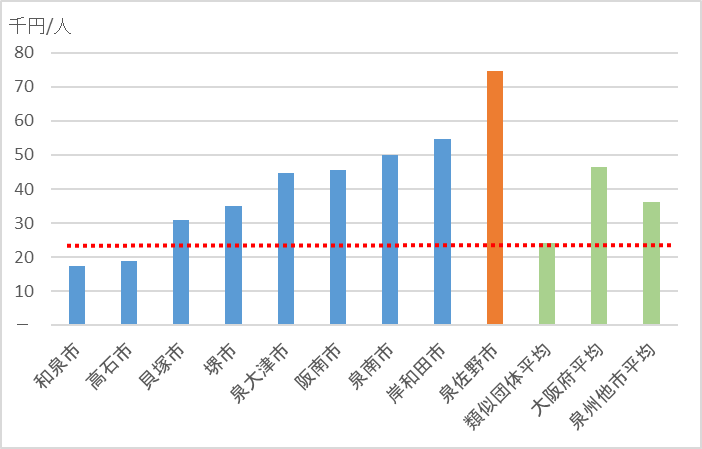 千円/人
80
70
60
50
40
30
20
10
－
和泉市
高石市
貝塚市
堺市
泉大津市
阪南市
泉南市
岸和田市
泉佐野市
類似団体平均
大阪府平均
泉州他市平均